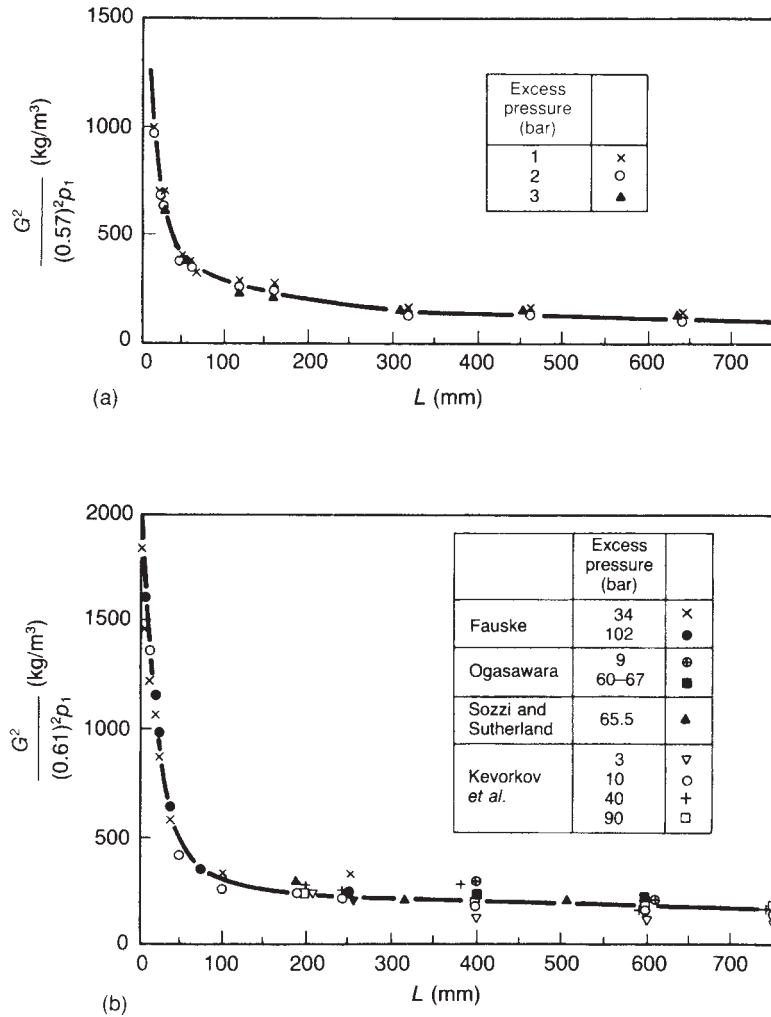 1500
1000
500
0
G²
(0.57)²p₁
(kg/m³)
Excess
pressure
(bar)
1 ×
2 ○
3 ▲
0 100 200 300 400 500 600 700
(a)
L (mm)
2000
1500
1000
500
0
G²
(0.61)²p₁
(kg/m³)
Excess
pressure
(bar)
Fauske
34 ×
102 ●
Ogasawara
9 ⊕
60–67 ■
Sozzi and
Sutherland
65.5 ▲
Kevorkov
et al.
3 ▽
10 ○
40 +
90 □
0 100 200 300 400 500 600 700
(b)
L (mm)